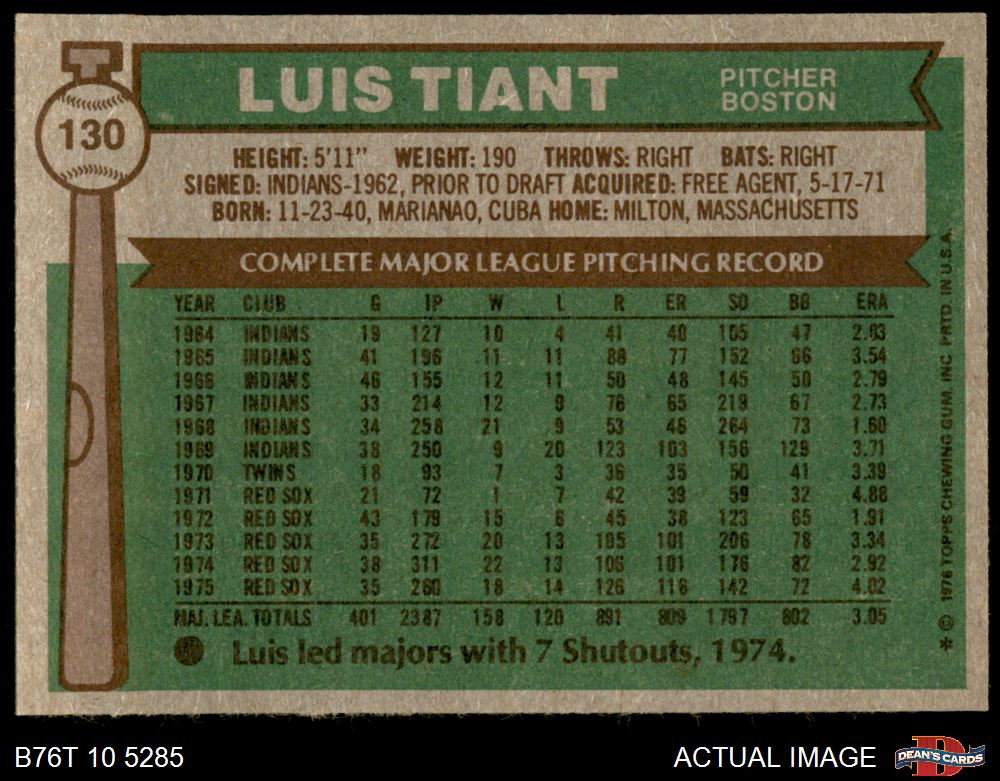 LUIS TIANT
PITCHER
BOSTON
130
HEIGHT: 5'11" WEIGHT: 190 THROWS: RIGHT BATS: RIGHT
SIGNED: INDIANS-1962, PRIOR TO DRAFT ACQUIRED: FREE AGENT, 5-17-71
BORN: 11-23-40, MARIANAO, CUBA HOME: MILTON, MASSACHUSETTS
COMPLETE MAJOR LEAGUE PITCHING RECORD
YEAR CLUB G IP W L R ER SO BB ERA
1964 INDIANS 19 127 10 4 41 40 105 47 2.83
1965 INDIANS 41 196 11 11 88 77 152 66 3.54
1966 INDIANS 46 155 12 11 50 48 145 50 2.79
1967 INDIANS 33 214 12 9 76 65 219 67 2.73
1968 INDIANS 34 258 21 9 53 46 264 73 1.60
1969 INDIANS 38 250 9 20 123 103 156 129 3.71
1970 TWINS 18 93 7 3 36 35 50 41 3.39
1971 RED SOX 21 72 1 7 42 39 59 32 4.88
1972 RED SOX 43 179 15 6 45 38 123 65 1.91
1973 RED SOX 35 272 20 13 105 101 206 78 3.34
1974 RED SOX 38 311 22 13 106 101 176 82 2.92
1975 RED SOX 35 260 18 14 126 116 142 72 4.02
MAJ. LEA. TOTALS 401 2387 158 120 891 809 1797 802 3.05
Luis led majors with 7 Shutouts, 1974.
* © 1976 TOPPS CHEWING GUM, INC. PRTD. IN U.S.A.
B76T 10 5285
ACTUAL IMAGE
D
DEAN'S CARDS